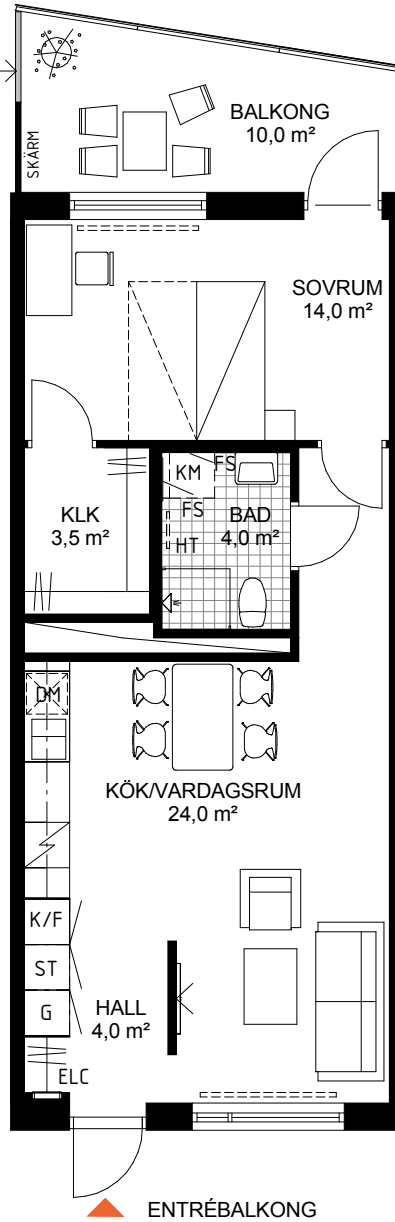 BALKONG
10,0 m²
SKÄRM
SOVRUM
14,0 m²
KM
FS
KLK
3,5 m²
FS
BAD
4,0 m²
HT
DM
KÖK/VARDAGSRUM
24,0 m²
K/F
ST
G
HALL
4,0 m²
ELC
ENTRÉBALKONG